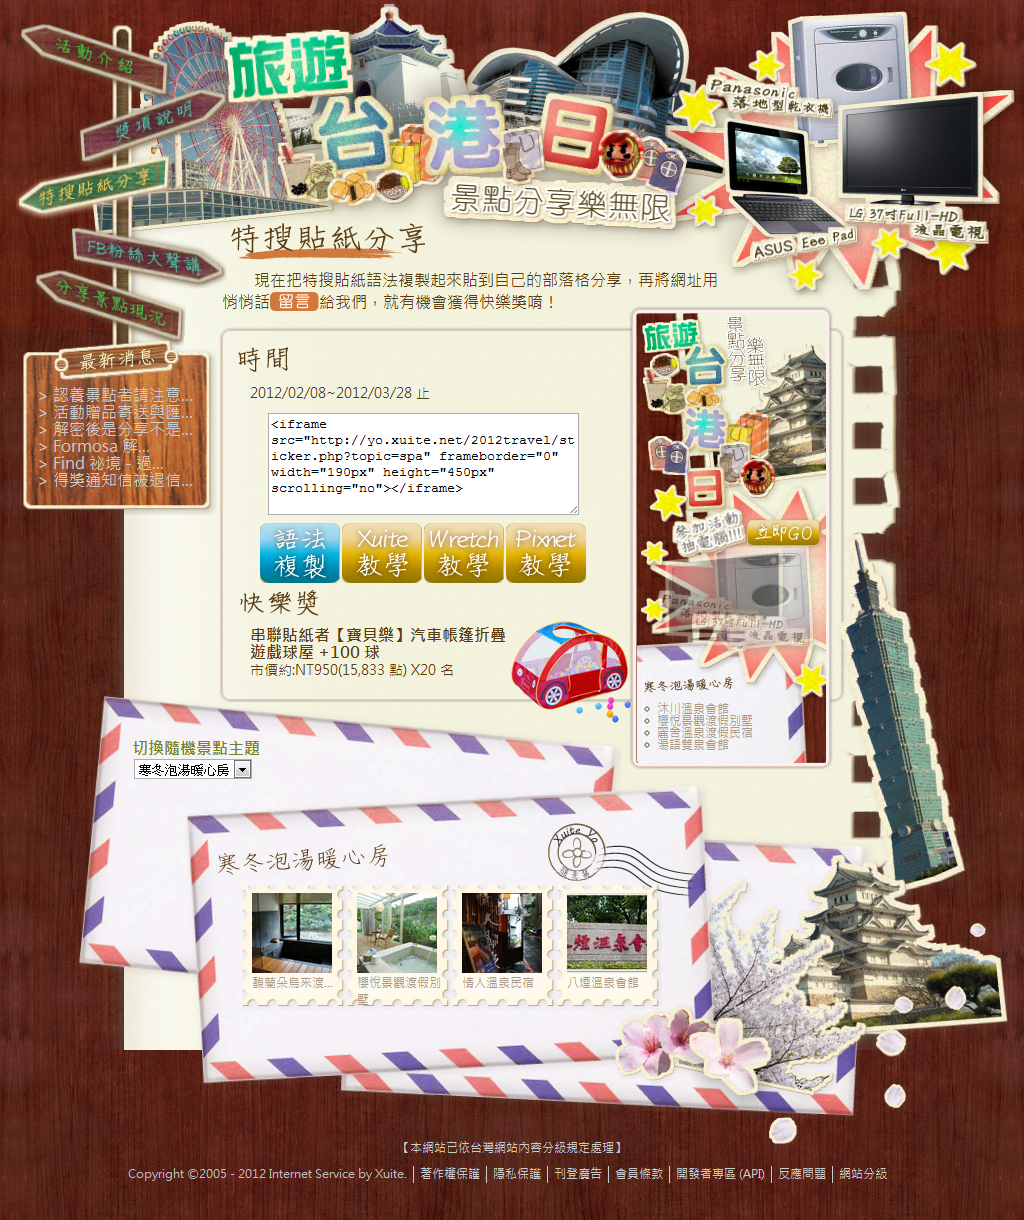 活動介紹
獎項說明
特搜貼紙分享
FB粉絲大聲講
分享景點現況
旅遊
台港日
景點分享樂無限
Panasonic
落地型乾衣機
LG 37吋Full-HD
液晶電視
ASUS Eee Pad
特搜貼紙分享
現在把特搜貼紙語法複製起來貼到自己的部落格分享，再將網址用
悄悄話 留言 給我們，就有機會獲得快樂獎唷！
最新消息
> 認養景點者請注意...
> 活動贈品寄送與匯...
> 解密後是分享不是...
> Formosa 解...
> Find 祕境 - 過...
> 得獎通知信被退信...
時間
2012/02/08~2012/03/28 止
<iframe
src="http://yo.xuite.net/2012travel/st
icker.php?topic=spa" frameborder="0"
width="190px" height="450px"
scrolling="no"></iframe>
語法
複製
Xuite
教學
Wretch
教學
Pixnet
教學
快樂獎
串聯貼紙者【寶貝樂】汽車帳篷折疊
遊戲球屋 +100 球
市價約:NT950(15,833 點) X20 名
旅遊
台
港
日
景點分享
樂無限
參加活動
抽電腦!!!
立即GO
Panasonic
落地型乾衣機
LG 37吋Full-HD
液晶電視
寒冬泡湯暖心房
沐川溫泉會館
櫻悅景觀渡假別墅
麗舍溫泉渡假民宿
湯語雙泉會館
切換隨機景點主題
寒冬泡湯暖心房
寒冬泡湯暖心房
Xuite Yo
馥蘭朵烏來渡...
櫻悅景觀渡假別
墅
情人溫泉民宿
八煙溫泉會館
【本網站已依台灣網站內容分級規定處理】
Copyright ©2005 - 2012 Internet Service by Xuite. │ 著作權保護 │ 隱私保護 │ 刊登廣告 │ 會員條款 │ 開發者專區 (API) │ 反應問題 │ 網站分級